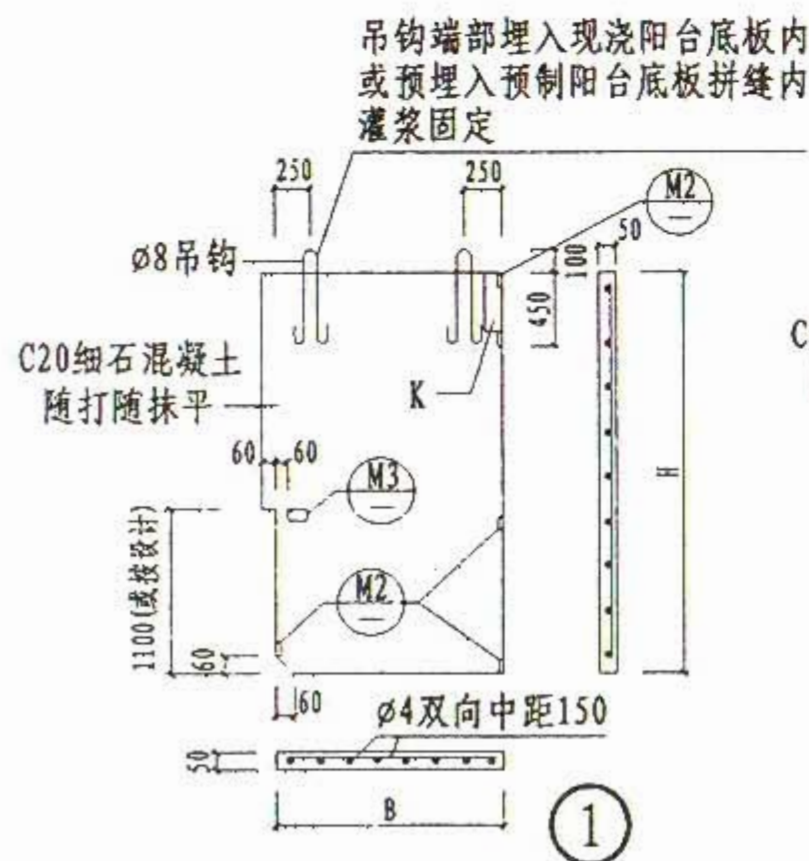 吊钩端部埋入现浇阳台底板内
或预埋入预制阳台底板拼缝内
灌浆固定
250
250
M2
50
ø8吊钩
100
450
C20细石混凝土
随打随抹平
K
C
60
60
M3
H
1100(或按设计)
M2
60
60
ø4双向中距150
50
B
1